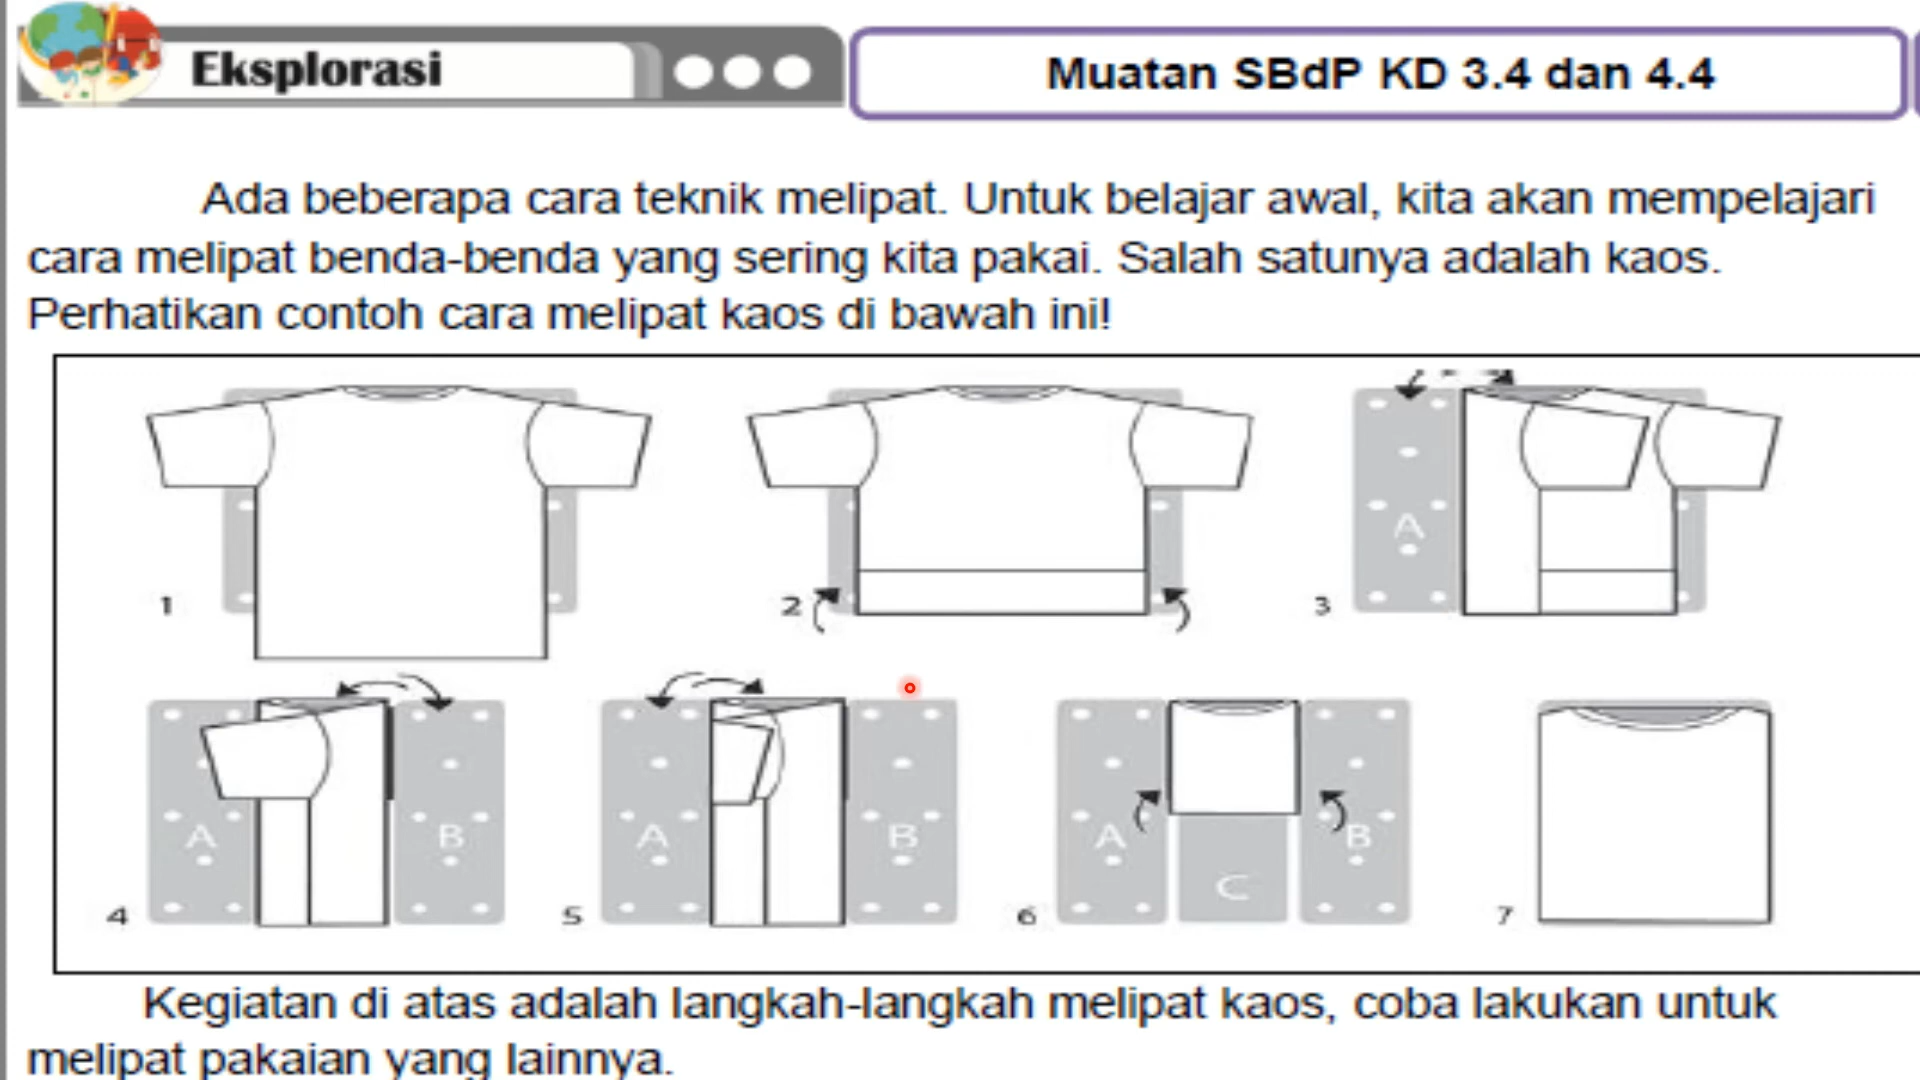 Eksplorasi
Muatan SBdP KD 3.4 dan 4.4
Ada beberapa cara teknik melipat. Untuk belajar awal, kita akan mempelajari
cara melipat benda-benda yang sering kita pakai. Salah satunya adalah kaos.
Perhatikan contoh cara melipat kaos di bawah ini!
1
2
3
A
4
A
B
5
A
B
6
A
C
B
7
Kegiatan di atas adalah langkah-langkah melipat kaos, coba lakukan untuk
melipat pakaian yang lainnya.